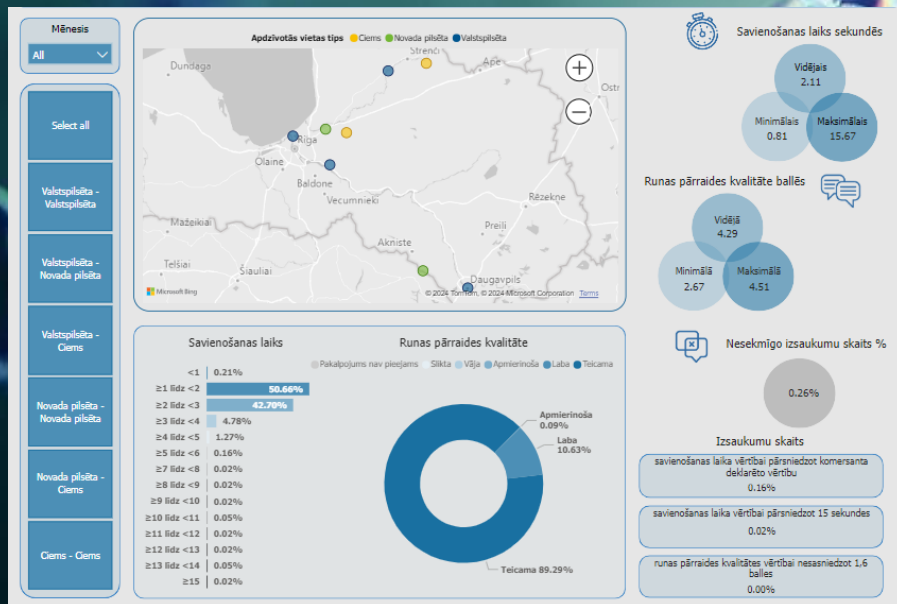 Mēnesis
All
Select all
Valstspilsēta -
Valstspilsēta
Valstspilsēta -
Novada pilsēta
Valstspilsēta -
Ciems
Novada pilsēta -
Novada pilsēta
Novada pilsēta -
Ciems
Ciems - Ciems
Apdzīvotās vietas tips Ciems Novada pilsēta Valstspilsēta
Strenči
Dundaga
Ape
Ostr
Rīga
Olaine
Baldone
Vecumnieki
Rēzekne
Mažeikiai
Preiļi
Akniste
Telšiai
Šiauliai
Daugavpils
Microsoft Bing
© 2024 TomTom, © 2024 Microsoft Corporation Terms
Savienošanas laiks
<1 0.21%
≥1 līdz <2 50.66%
≥2 līdz <3 42.70%
≥3 līdz <4 4.78%
≥4 līdz <5 1.27%
≥5 līdz <6 0.16%
≥7 līdz <8 0.02%
≥8 līdz <9 0.02%
≥9 līdz <10 0.02%
≥10 līdz <11 0.05%
≥11 līdz <12 0.02%
≥12 līdz <13 0.02%
≥13 līdz <14 0.05%
≥15 0.02%
Runas pārraides kvalitāte
Pakalpojums nav pieejams Slikta Vāja Apmierinoša Laba Teicama
Apmierinoša
0.09%
Laba
10.63%
Teicama 89.29%
Savienošanas laiks sekundēs
Vidējais
2.11
Minimālais
0.81
Maksimālais
15.67
Runas pārraides kvalitāte ballēs
Vidējā
4.29
Minimālā
2.67
Maksimālā
4.51
Nesekmīgo izsaukumu skaits %
0.26%
Izsaukumu skaits
savienošanas laika vērtībai pārsniedzot komersanta
deklarēto vērtību
0.16%
savienošanas laika vērtībai pārsniedzot 15 sekundes
0.02%
runas pārraides kvalitātes vērtībai nesasniedzot 1,6
balles
0.00%